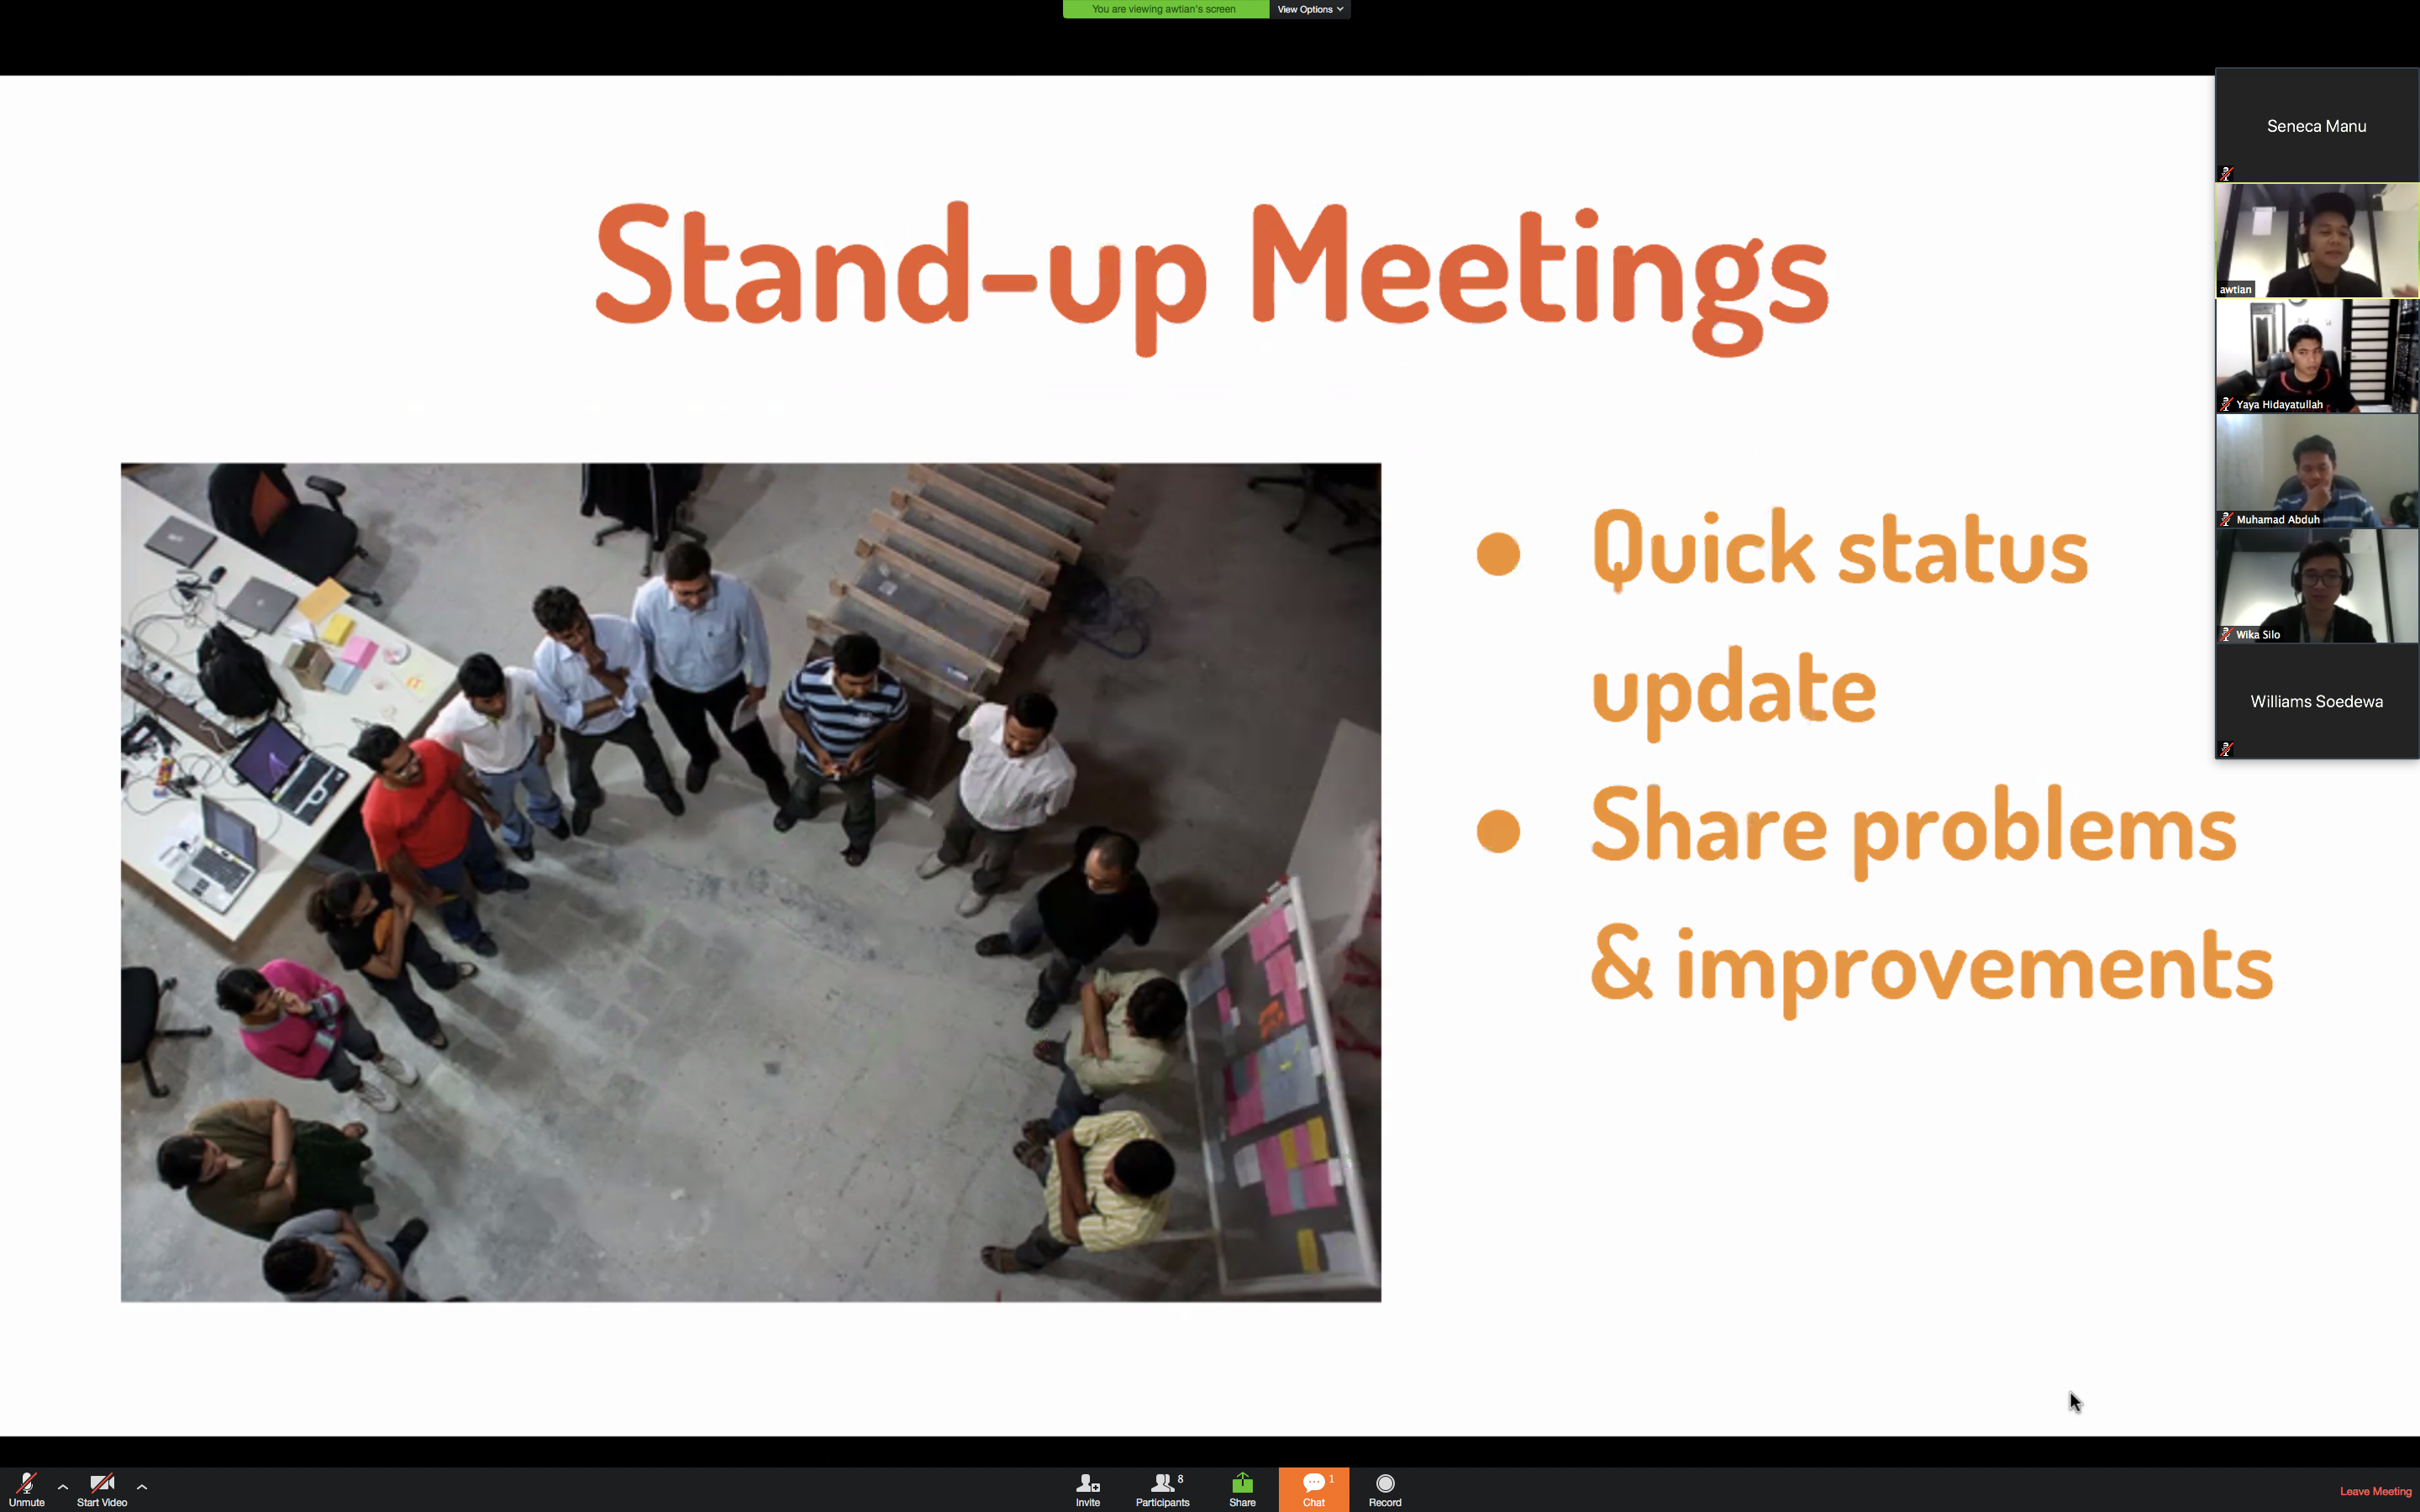 You are viewing awtian's screen
View Options
Seneca Manu
Stand-up Meetings
awtian
Yaya Hidayatullah
Muhamad Abduh
Quick status
update
Wika Silo
Williams Soedewa
Share problems
& improvements
Unmute
Start Video
Invite
Participants
8
Share
Chat
1
Record
Leave Meeting